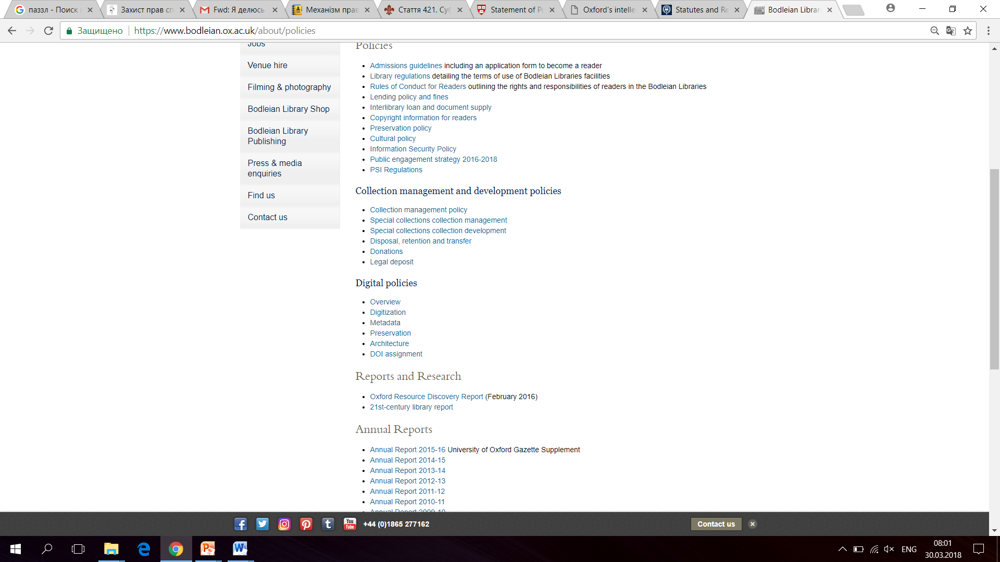 паззл - Поиск
Захист прав сп
Fwd: Я делюсь
Механізм прав
Стаття 421. Суб
Statement of Po
Oxford's intelle
Statutes and Re
Bodleian Librar
Защищено
https://www.bodleian.ox.ac.uk/about/policies
Jobs
Venue hire
Filming & photography
Bodleian Library Shop
Bodleian Library
Publishing
Press & media
enquiries
Find us
Contact us
Policies
Admissions guidelines including an application form to become a reader
Library regulations detailing the terms of use of Bodleian Libraries facilities
Rules of Conduct for Readers outlining the rights and responsibilities of readers in the Bodleian Libraries
Lending policy and fines
Interlibrary loan and document supply
Copyright information for readers
Preservation policy
Cultural policy
Information Security Policy
Public engagement strategy 2016-2018
PSI Regulations
Collection management and development policies
Collection management policy
Special collections collection management
Special collections collection development
Disposal, retention and transfer
Donations
Legal deposit
Digital policies
Overview
Digitization
Metadata
Preservation
Architecture
DOI assignment
Reports and Research
Oxford Resource Discovery Report (February 2016)
21st-century library report
Annual Reports
Annual Report 2015-16 University of Oxford Gazette Supplement
Annual Report 2014-15
Annual Report 2013-14
Annual Report 2012-13
Annual Report 2011-12
Annual Report 2010-11
Annual Report 2009-10
You
Tube
+44 (0)1865 277162
Contact us
ENG
08:01
30.03.2018